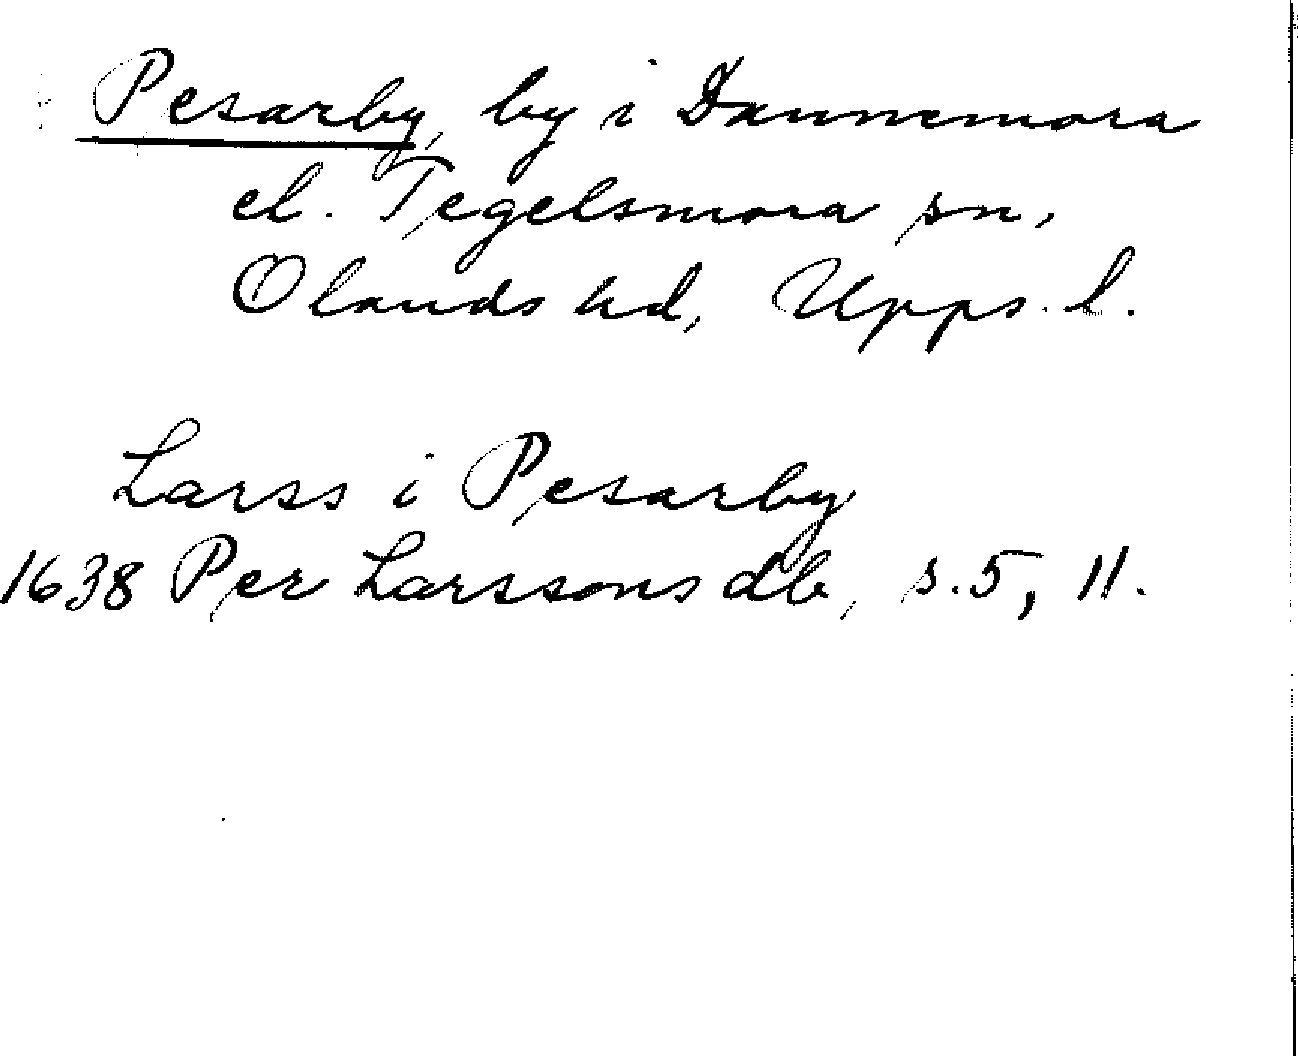 Pesarby, by i Dannemora
el. Tegelsmora sn,
Olands hd, Upps. l.
Larss i Pesarby
1638 Per Larssons db, s. 5, 11.